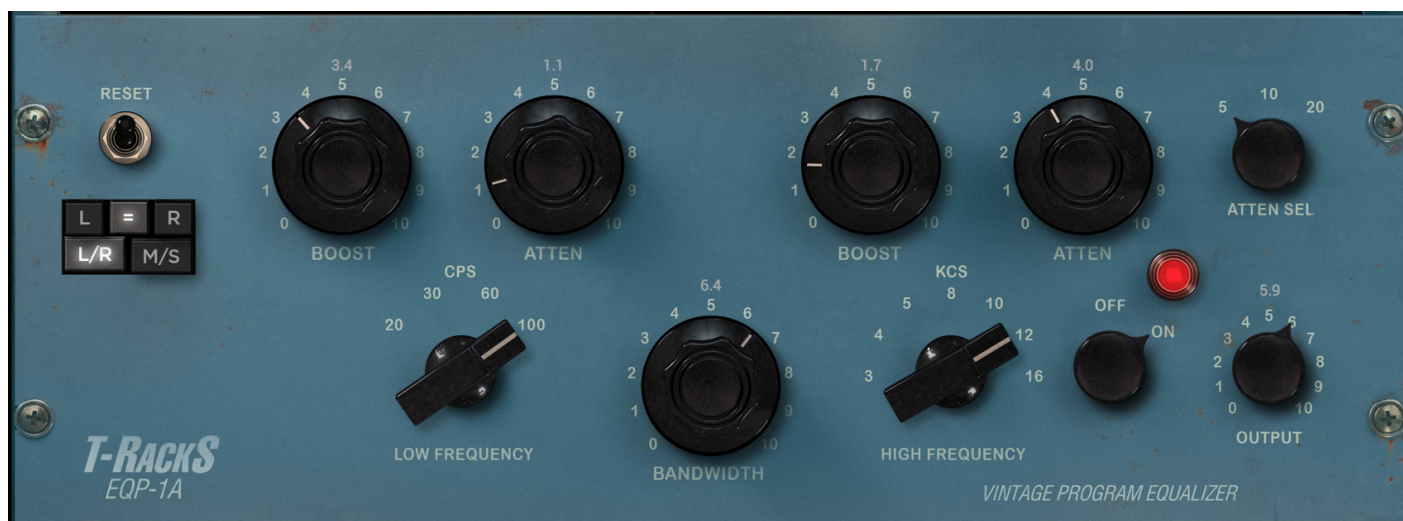 RESET
L = R
L/R M/S
3.4
0 1 2 3 4 5 6 7 8 9 10
BOOST
1.1
0 1 2 3 4 5 6 7 8 9 10
ATTEN
1.7
0 1 2 3 4 5 6 7 8 9 10
BOOST
4.0
0 1 2 3 4 5 6 7 8 9 10
ATTEN
5 10 20
ATTEN SEL
CPS
20 30 60 100
LOW FREQUENCY
6.4
0 1 2 3 4 5 6 7 8 9 10
BANDWIDTH
KCS
3 4 5 8 10 12 16
HIGH FREQUENCY
OFF
ON
5.9
0 1 2 3 4 5 6 7 8 9 10
OUTPUT
T-RACKS
EQP-1A
VINTAGE PROGRAM EQUALIZER